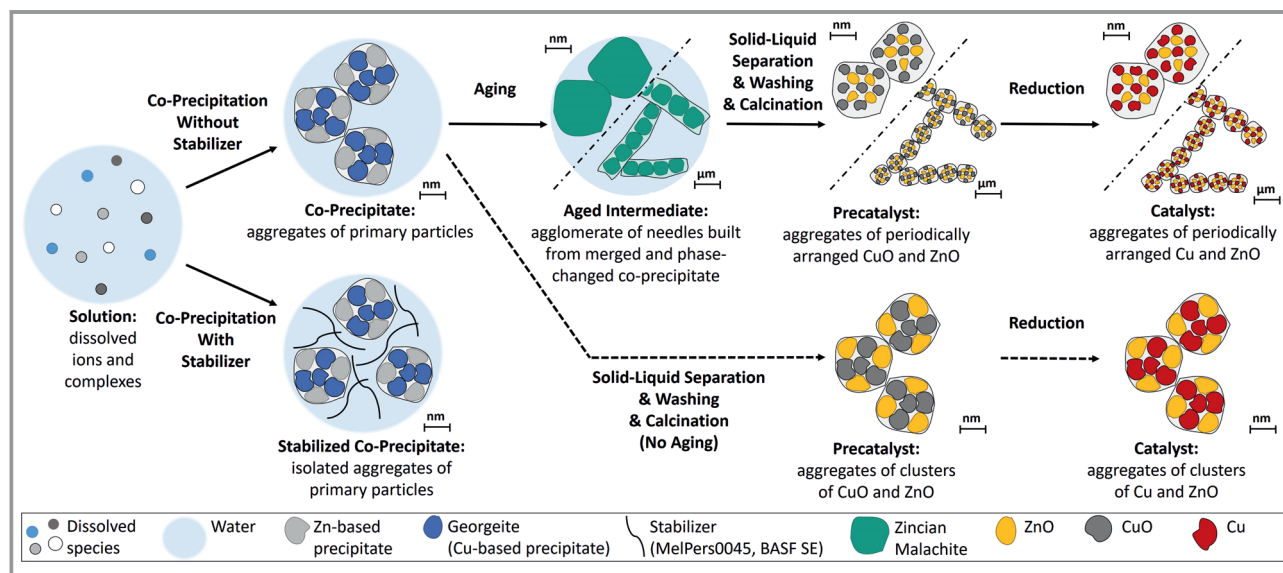 Co-Precipitation
Without
Stabilizer
nm
Co-Precipitate:
aggregates of primary particles
Aging
nm
μm
Aged Intermediate:
agglomerate of needles built
from merged and phase-
changed co-precipitate
Solid-Liquid
Separation
& Washing
& Calcination
nm
μm
Precatalyst:
aggregates of periodically
arranged CuO and ZnO
Reduction
nm
μm
Catalyst:
aggregates of periodically
arranged Cu and ZnO
Solution:
dissolved
ions and
complexes
Co-Precipitation
With
Stabilizer
nm
Stabilized Co-Precipitate:
isolated aggregates of
primary particles
Solid-Liquid Separation
& Washing
& Calcination
(No Aging)
nm
Precatalyst:
aggregates of clusters
of CuO and ZnO
Reduction
nm
Catalyst:
aggregates of clusters
of Cu and ZnO
Dissolved
species
Water
Zn-based
precipitate
Georgeite
(Cu-based precipitate)
Stabilizer
(MelPers0045, BASF SE)
Zincian
Malachite
ZnO
CuO
Cu